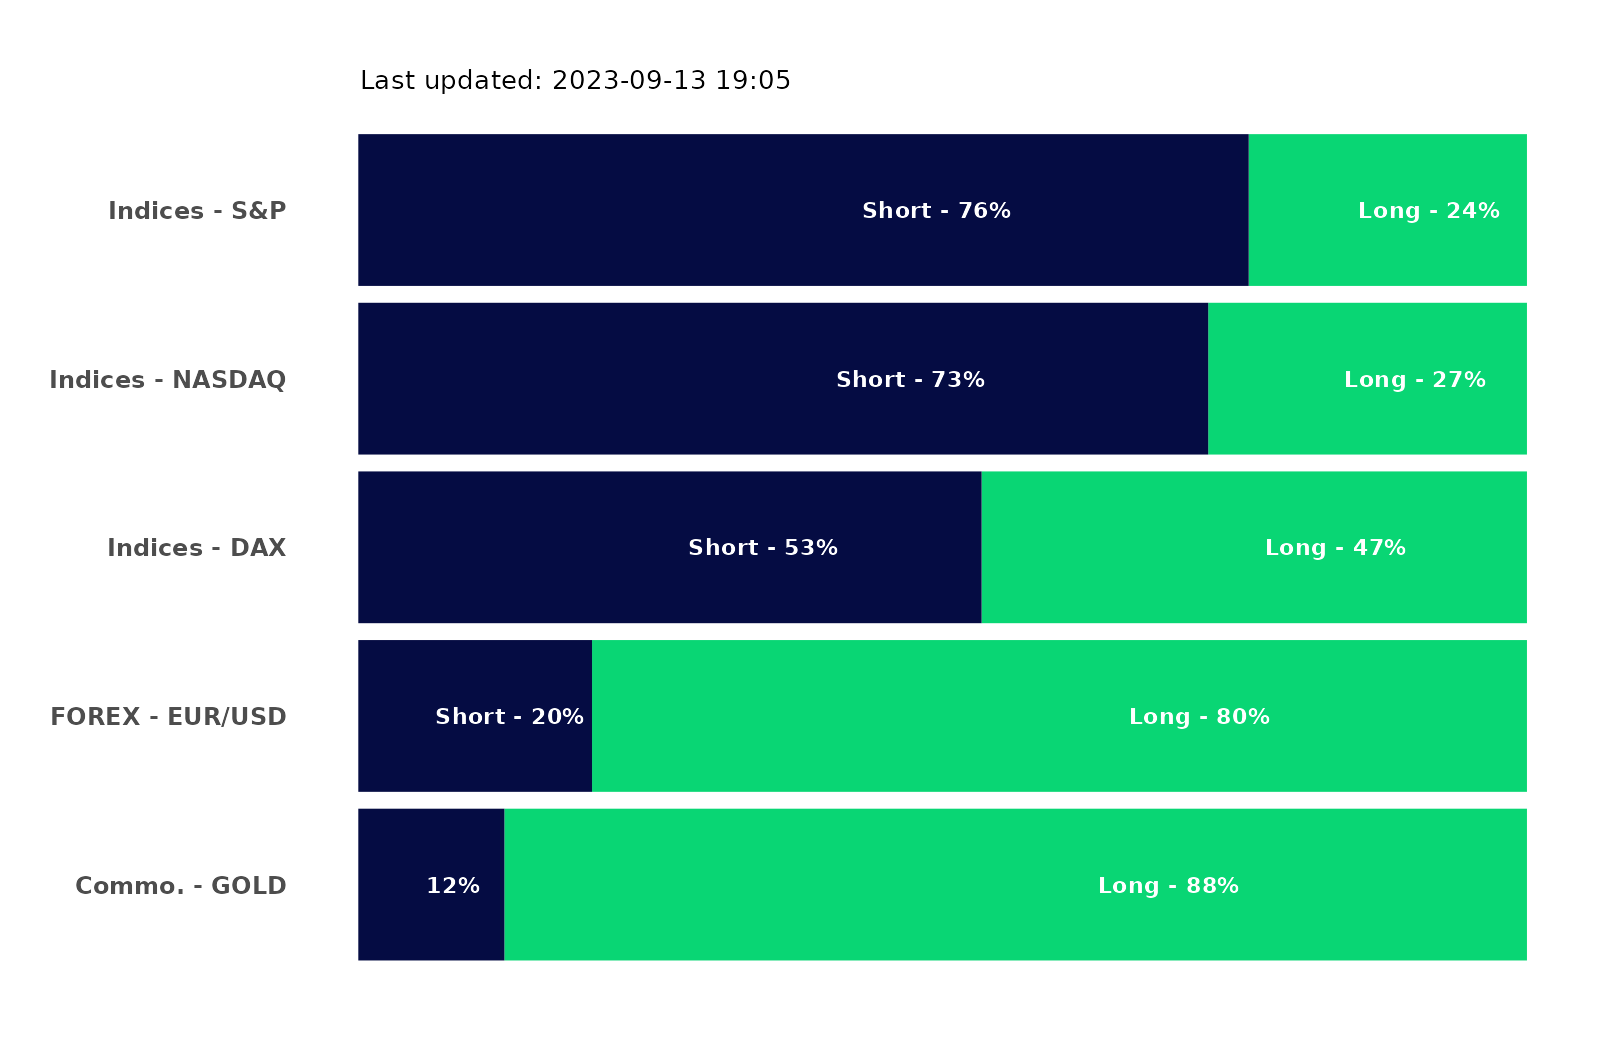 Last updated: 2023-09-13 19:05
Indices - S&P Short - 76% Long - 24%
Indices - NASDAQ Short - 73% Long - 27%
Indices - DAX Short - 53% Long - 47%
FOREX - EUR/USD Short - 20% Long - 80%
Commo. - GOLD 12% Long - 88%